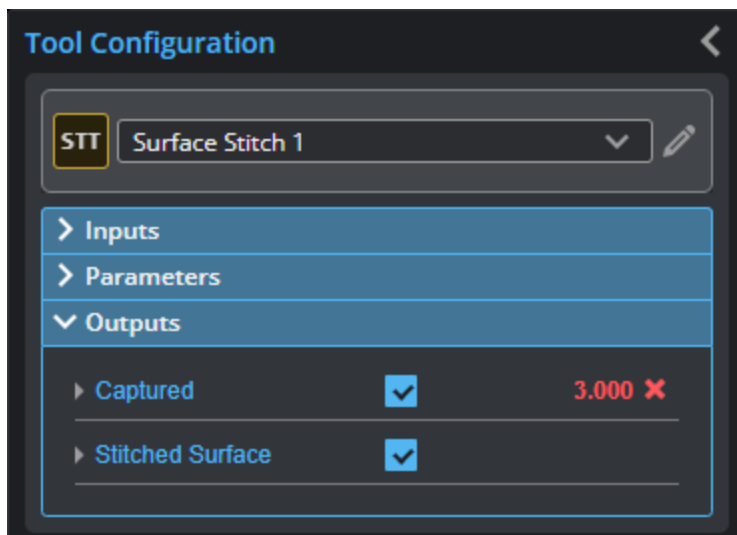 Tool Configuration
STT Surface Stitch 1
Inputs
Parameters
Outputs
Captured 3.000
Stitched Surface